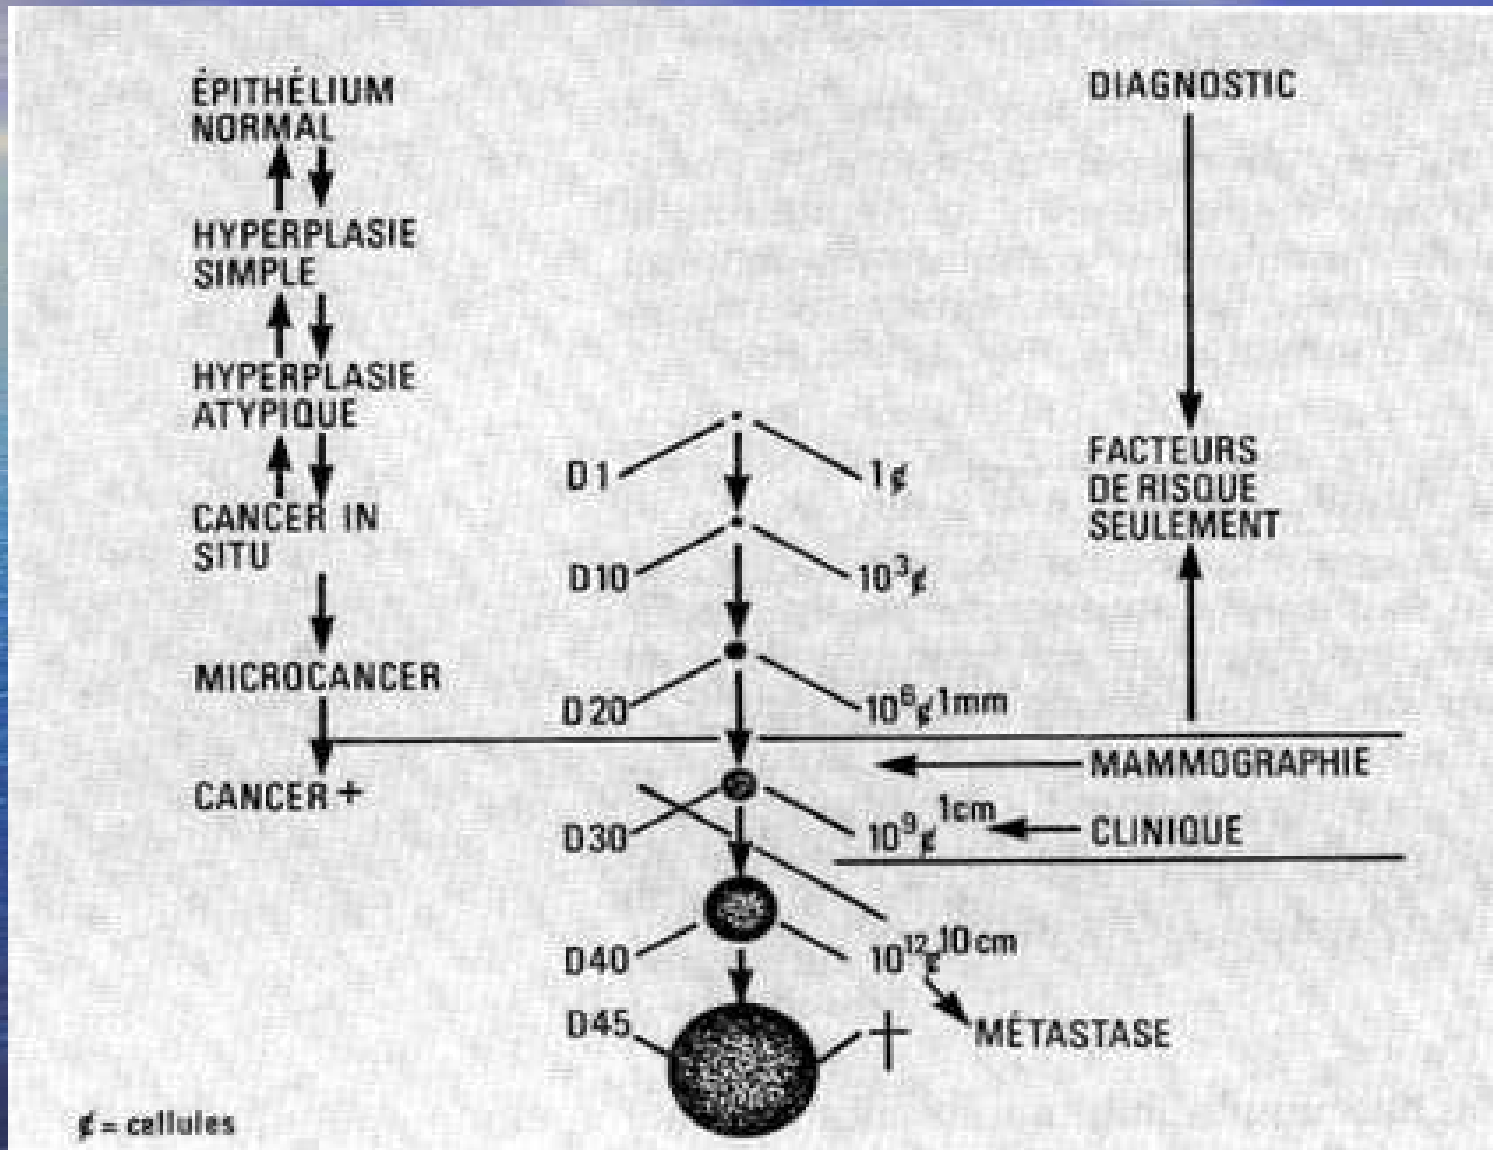 ÉPITHÉLIUM
NORMAL
HYPERPLASIE
SIMPLE
HYPERPLASIE
ATYPIQUE
CANCER IN
SITU
MICROCANCER
CANCER +
D1
1¢
D10
10³¢
D20
10⁶¢ 1mm
D30
10⁹¢ 1cm
D40
10¹²¢ 10cm
D45
MÉTASTASE
DIAGNOSTIC
FACTEURS
DE RISQUE
SEULEMENT
MAMMOGRAPHIE
CLINIQUE
¢ = cellules